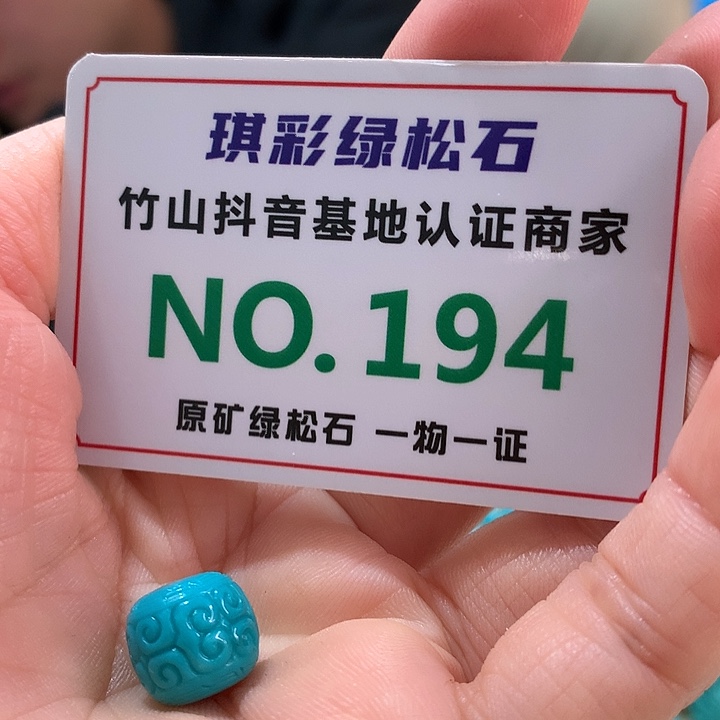 琪彩绿松石
竹山抖音基地认证商家
NO.194
原矿绿松石 一物一证